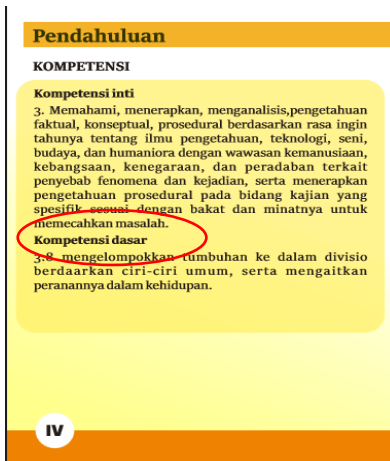 Pendahuluan
KOMPETENSI
Kompetensi inti
3. Memahami, menerapkan, menganalisis,pengetahuan
faktual, konseptual, prosedural berdasarkan rasa ingin
tahunya tentang ilmu pengetahuan, teknologi, seni,
budaya, dan humaniora dengan wawasan kemanusiaan,
kebangsaan, kenegaraan, dan peradaban terkait
penyebab fenomena dan kejadian, serta menerapkan
pengetahuan prosedural pada bidang kajian yang
spesifik sesuai dengan bakat dan minatnya untuk
memecahkan masalah.
Kompetensi dasar
3.8 mengelompokkan tumbuhan ke dalam divisio
berdaarkan ciri-ciri umum, serta mengaitkan
peranannya dalam kehidupan.
IV